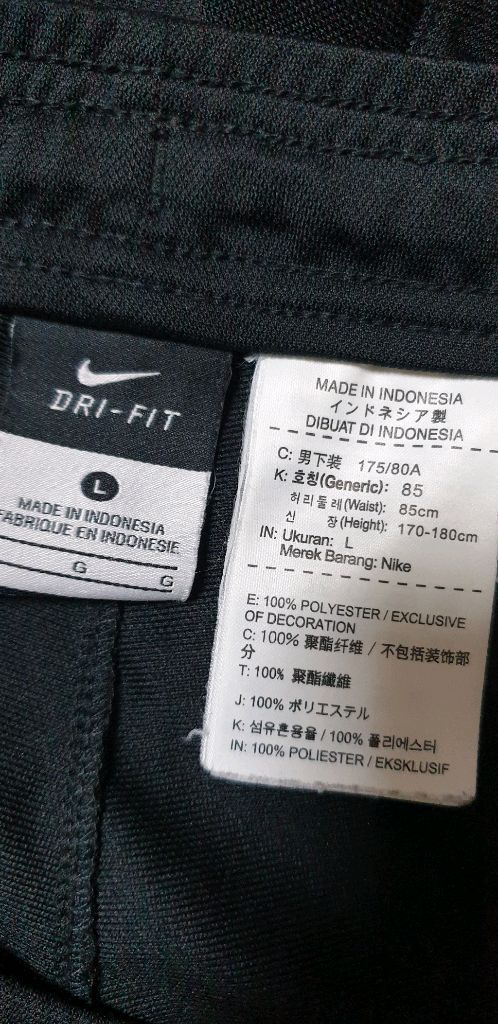 DRI-FIT
L
MADE IN INDONESIA
FABRIQUE EN INDONESIE
G
G
MADE IN INDONESIA
インドネシア製
DIBUAT DI INDONESIA
C: 男下装 175/80A
K: 호칭(Generic): 85
허리둘레(Waist): 85cm
신 장(Height): 170-180cm
IN: Ukuran: L
Merek Barang: Nike
E: 100% POLYESTER / EXCLUSIVE
OF DECORATION
C: 100% 聚酯纤维 / 不包括装饰部
分
T: 100% 聚酯纖維
J: 100% ポリエステル
K: 섬유혼용율 / 100% 폴리에스터
IN: 100% POLIESTER / EKSKLUSIF